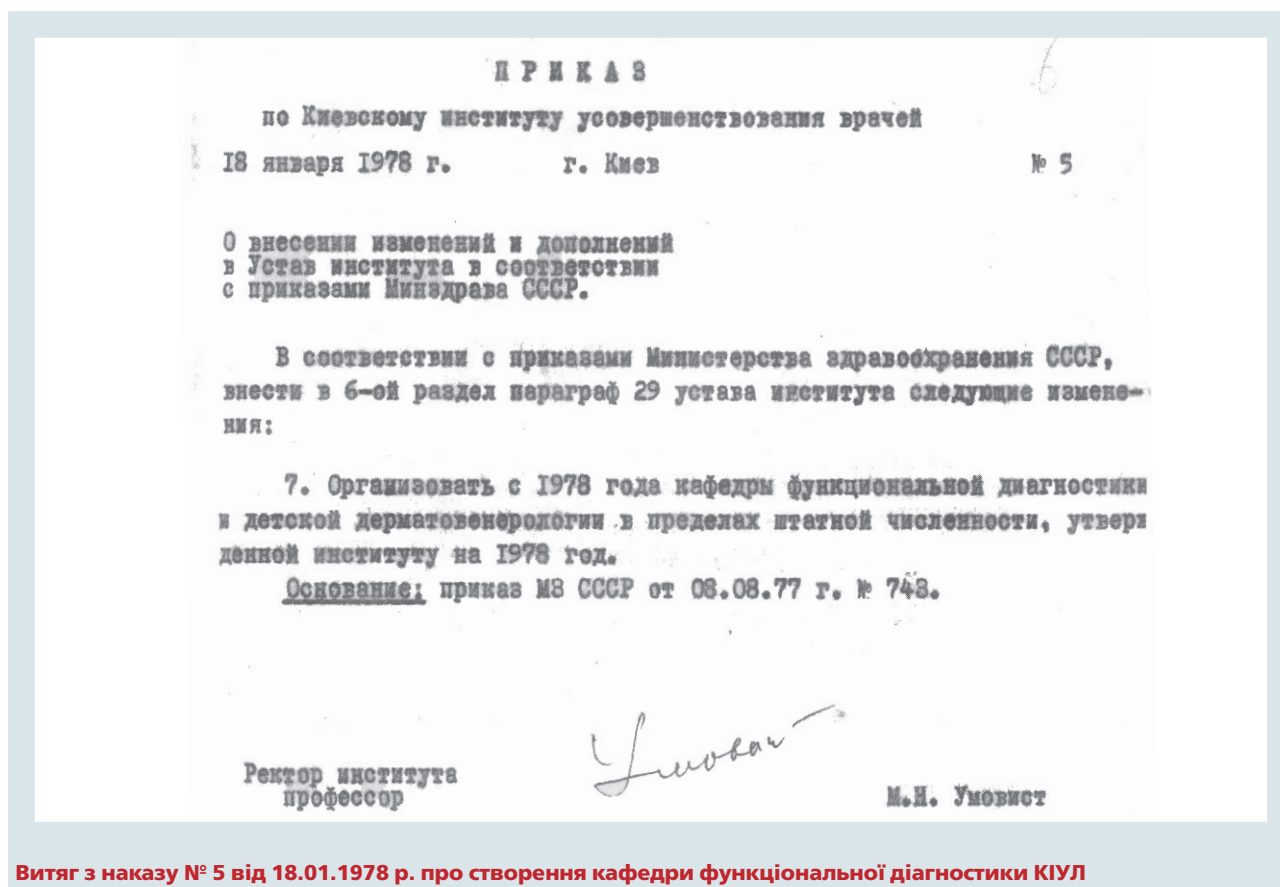 6
ПРИКАЗ
по Киевскому институту усовершенствования врачей
I8 января I978 г. г. Киев № 5
О внесении изменений и дополнений
в Устав института в соответствии
с приказами Минздрава СССР.
В соответствии с приказами Министерства здравоохранения СССР,
внести в 6-ой раздел параграф 29 устава института следующие измене-
ния:
7. Организовать с I978 года кафедры функциональной диагностики
и детской дерматовенерологии в пределах штатной численности, утверж
денной институту на I978 год.
Основание: приказ МЗ СССР от 08.08.77 г. № 743.
Ректор института
профессор М.Н. Умовист
Витяг з наказу № 5 від 18.01.1978 р. про створення кафедри функціональної діагностики КІУЛ